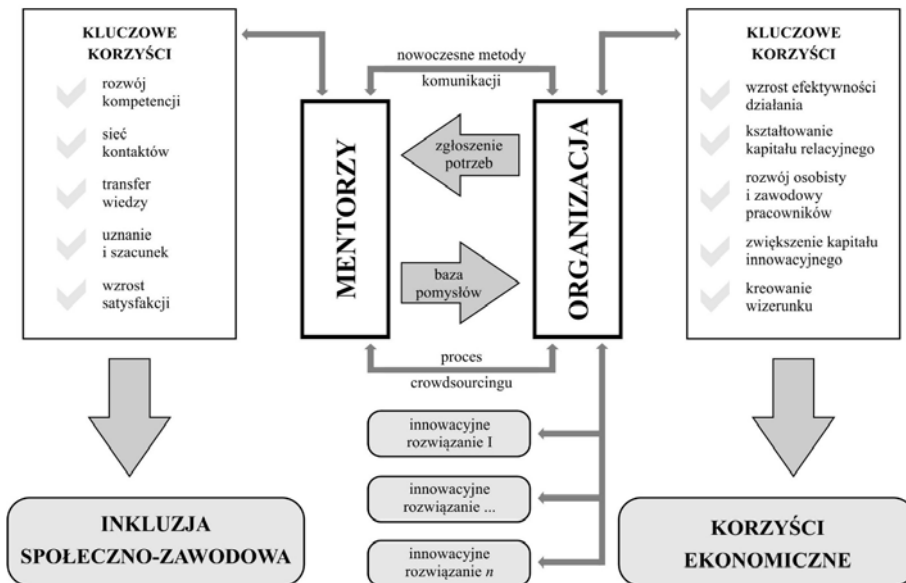 KLUCZOWE
KORZYŚCI
rozwój
kompetencji
sieć
kontaktów
transfer
wiedzy
uznanie
i szacunek
wzrost
satysfakcji
INKLUZJA
SPOŁECZNO-ZAWODOWA
nowoczesne metody
komunikacji
MENTORZY
zgłoszenie
potrzeb
baza
pomysłów
ORGANIZACJA
proces
crowdsourcingu
innowacyjne
rozwiązanie I
innowacyjne
rozwiązanie ...
innowacyjne
rozwiązanie n
KLUCZOWE
KORZYŚCI
wzrost efektywności
działania
kształtowanie
kapitału relacyjnego
rozwój osobisty
i zawodowy
pracowników
zwiększenie kapitału
innowacyjnego
kreowanie
wizerunku
KORZYŚCI
EKONOMICZNE